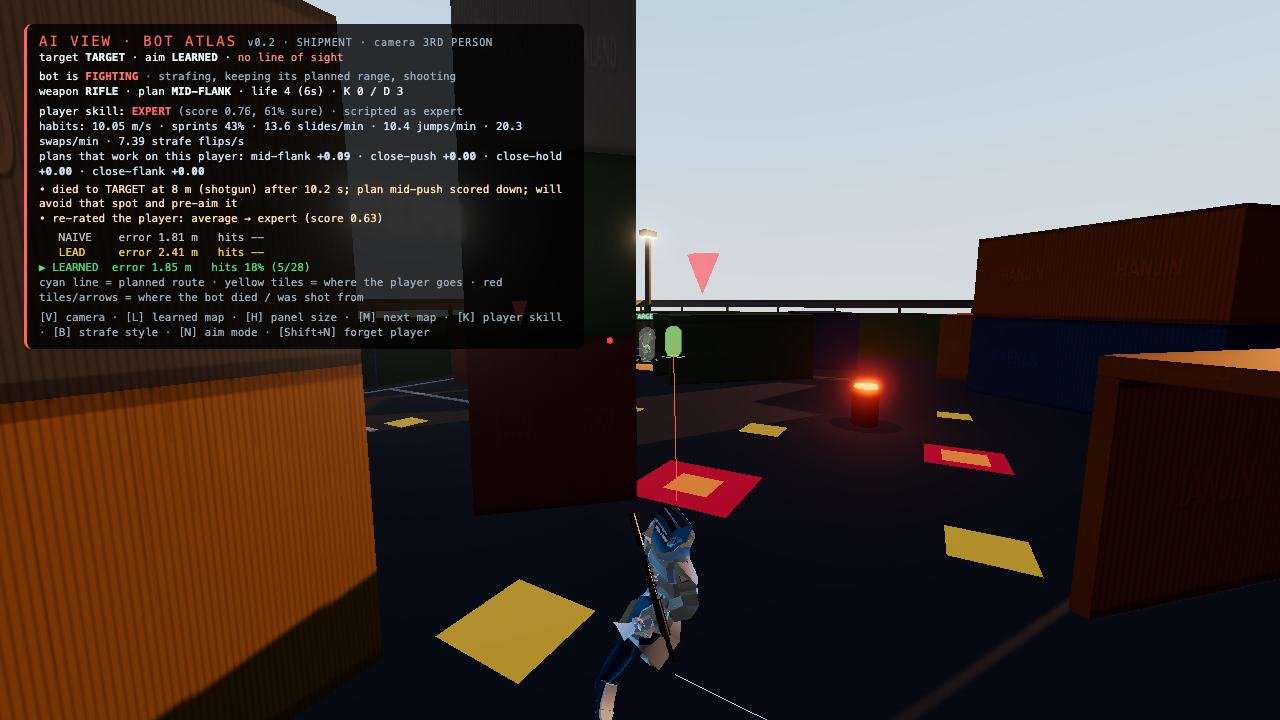 AI VIEW · BOT ATLAS v0.2 · SHIPMENT · camera 3RD PERSON
target TARGET · aim LEARNED · no line of sight
bot is FIGHTING · strafing, keeping its planned range, shooting
weapon RIFLE · plan MID-FLANK · life 4 (6s) · K 0 / D 3
player skill: EXPERT (score 0.76, 61% sure) · scripted as expert
habits: 10.05 m/s · sprints 43% · 13.6 slides/min · 10.4 jumps/min · 20.3
swaps/min · 7.39 strafe flips/s
plans that work on this player: mid-flank +0.09 · close-push +0.00 · close-hold
+0.00 · close-flank +0.00
• died to TARGET at 8 m (shotgun) after 10.2 s; plan mid-push scored down; will
avoid that spot and pre-aim it
• re-rated the player: average → expert (score 0.63)
NAIVE error 1.81 m hits ——
LEAD error 2.41 m hits ——
▶ LEARNED error 1.85 m hits 18% (5/28)
cyan line = planned route · yellow tiles = where the player goes · red
tiles/arrows = where the bot died / was shot from
[V] camera · [L] learned map · [H] panel size · [M] next map · [K] player skill
· [B] strafe style · [N] aim mode · [Shift+N] forget player
HANJIN HANJIN